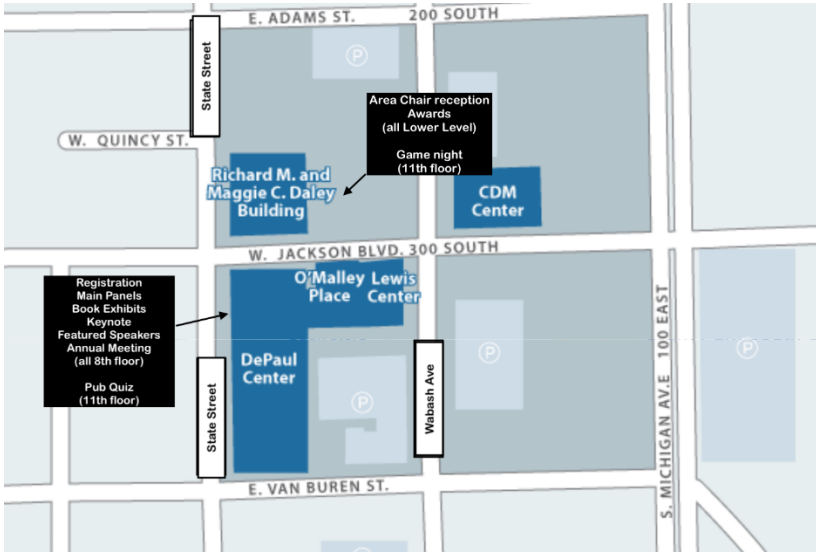 E. ADAMS ST. 200 SOUTH
State Street
P
Area Chair reception
Awards
(all Lower Level)
Game night
(11th floor)
W. QUINCY ST.
Richard M. and
Maggie C. Daley
Building
CDM
Center
W. JACKSON BLVD. 300 SOUTH
Registration
Main Panels
Book Exhibits
Keynote
Featured Speakers
Annual Meeting
(all 8th floor)
Pub Quiz
(11th floor)
O'Malley
Place
Lewis
Center
DePaul
Center
State Street
P
Wabash Ave
P
P
S. MICHIGAN AV.E 100 EAST
E. VAN BUREN ST.
P